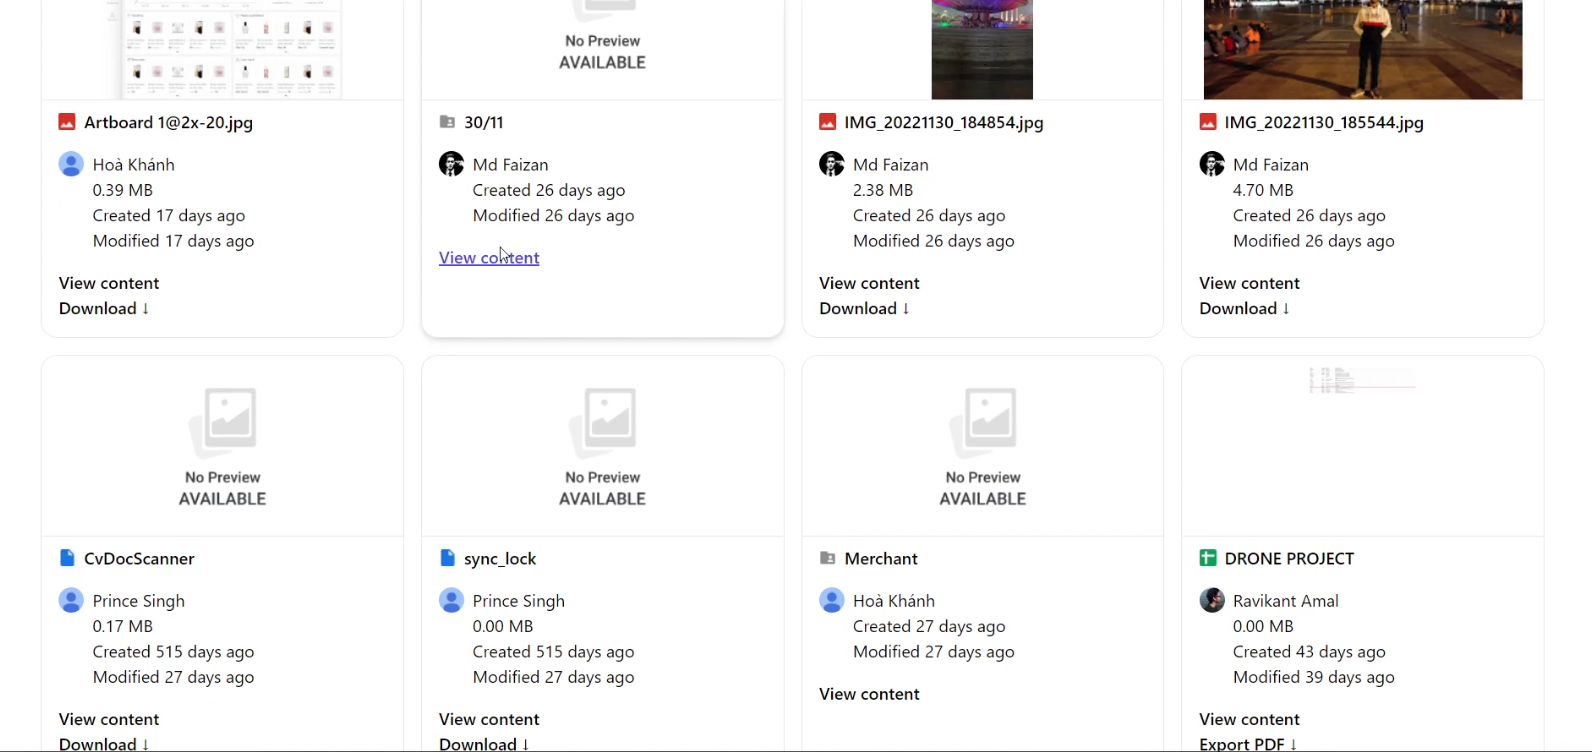 No Preview
AVAILABLE
Artboard 1@2x-20.jpg
Hoà Khánh
0.39 MB
Created 17 days ago
Modified 17 days ago
View content
Download ↓
30/11
Md Faizan
Created 26 days ago
Modified 26 days ago
View content
IMG_20221130_184854.jpg
Md Faizan
2.38 MB
Created 26 days ago
Modified 26 days ago
View content
Download ↓
IMG_20221130_185544.jpg
Md Faizan
4.70 MB
Created 26 days ago
Modified 26 days ago
View content
Download ↓
No Preview
AVAILABLE
CvDocScanner
Prince Singh
0.17 MB
Created 515 days ago
Modified 27 days ago
View content
Download ↓
No Preview
AVAILABLE
sync_lock
Prince Singh
0.00 MB
Created 515 days ago
Modified 27 days ago
View content
Download ↓
No Preview
AVAILABLE
Merchant
Hoà Khánh
Created 27 days ago
Modified 27 days ago
View content
DRONE PROJECT
Ravikant Amal
0.00 MB
Created 43 days ago
Modified 39 days ago
View content
Export PDF ↓